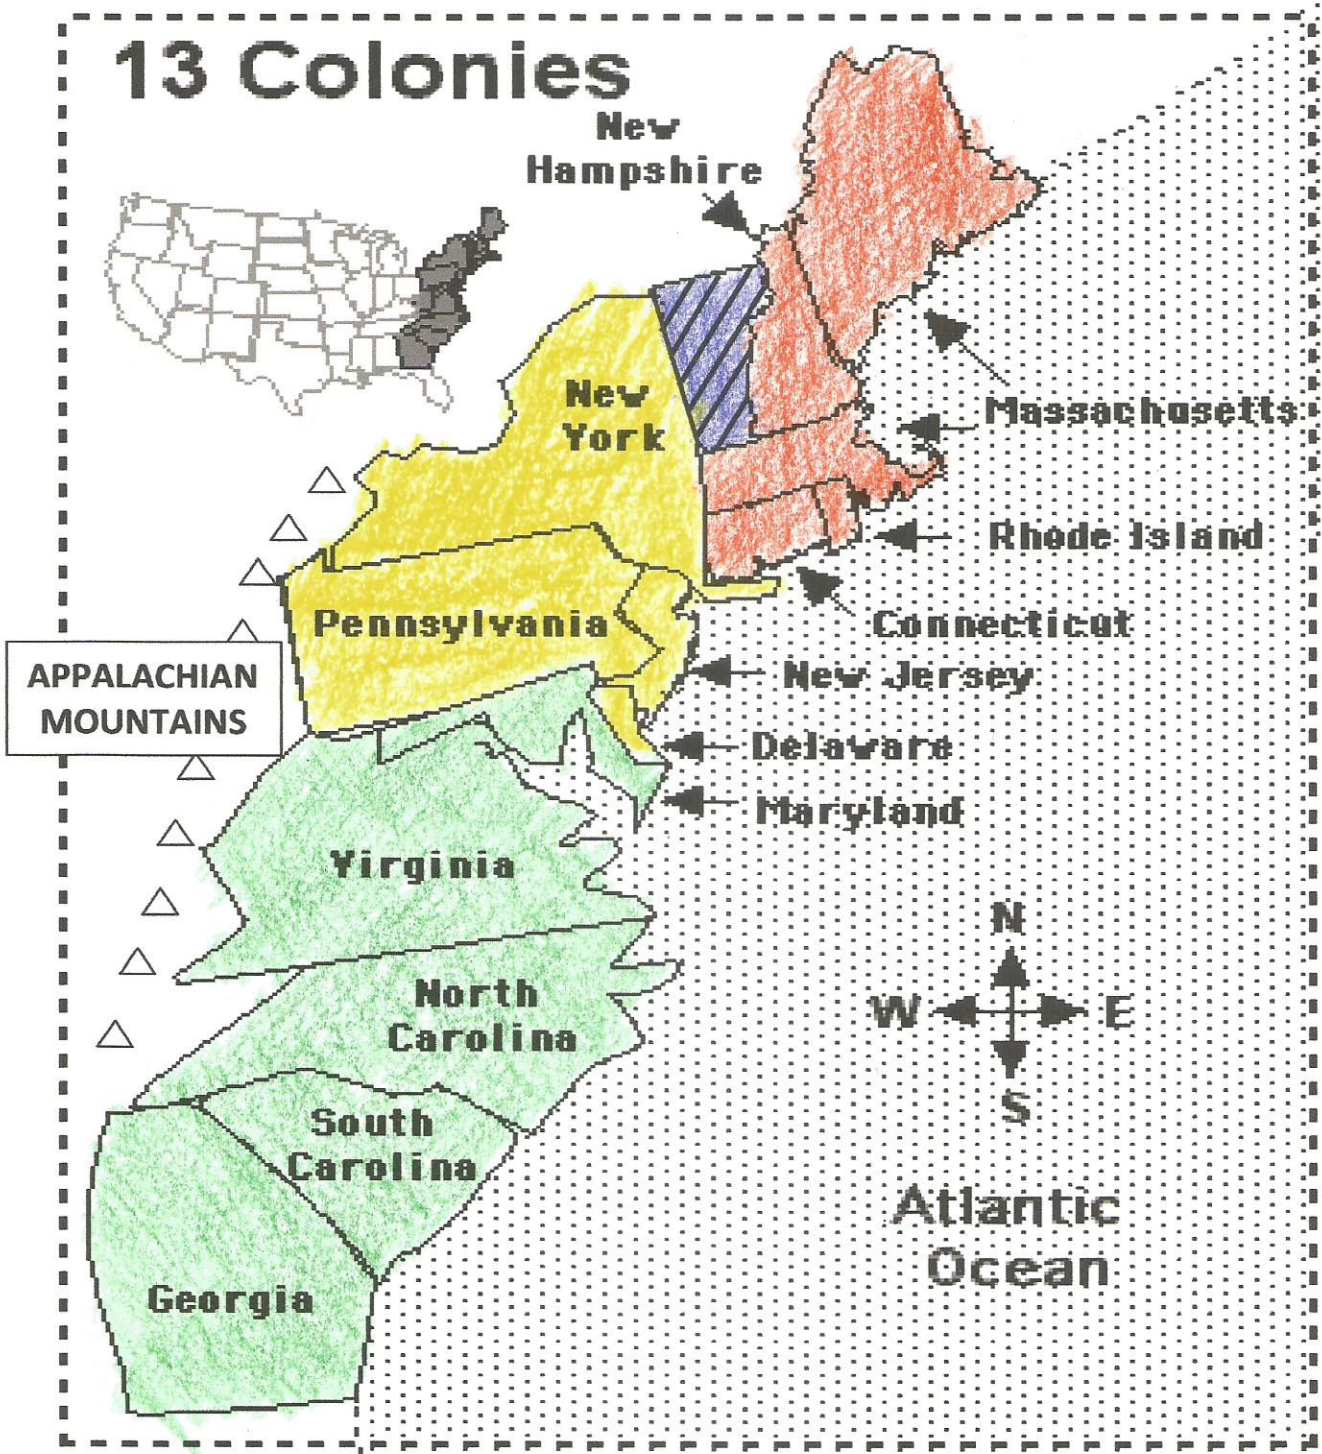 13 Colonies
New
Hampshire
New
York
Massachusetts
Rhode Island
Pennsylvania
Connecticut
New Jersey
APPALACHIAN
MOUNTAINS
Delaware
Maryland
Virginia
N
W E
S
North
Carolina
South
Carolina
Atlantic
Ocean
Georgia